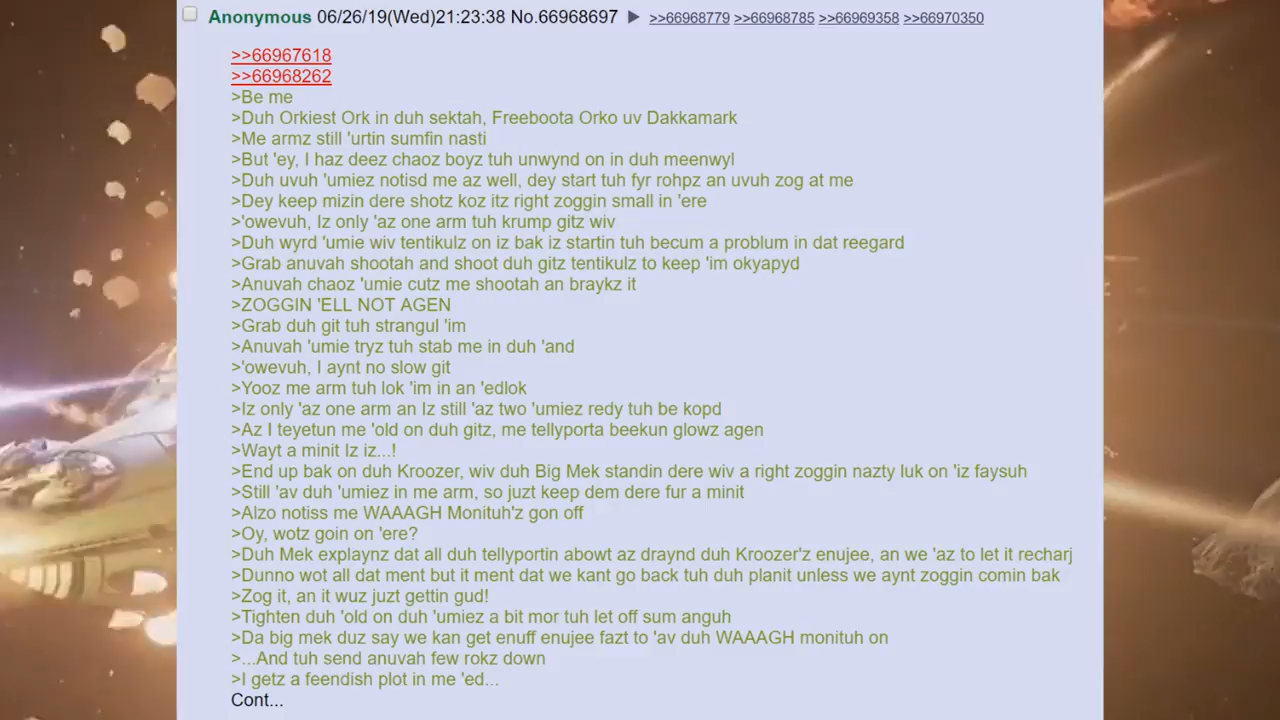 Anonymous 06/26/19(Wed)21:23:38 No.66968697 ▶ >>66968779 >>66968785 >>66969358 >>66970350
>>66967618
>>66968262
>Be me
>Duh Orkiest Ork in duh sektah, Freeboota Orko uv Dakkamark
>Me armz still 'urtin sumfin nasti
>But 'ey, I haz deez chaoz boyz tuh unwynd on in duh meenwyl
>Duh uvuh 'umiez notisd me az well, dey start tuh fyr rohpz an uvuh zog at me
>Dey keep mizin dere shotz koz itz right zoggin small in 'ere
>'owevuh, Iz only 'az one arm tuh krump gitz wiv
>Duh wyrd 'umie wiv tentikulz on iz bak iz startin tuh becum a problum in dat reegard
>Grab anuvah shootah and shoot duh gitz tentikulz to keep 'im okyapyd
>Anuvah chaoz 'umie cutz me shootah an braykz it
>ZOGGIN 'ELL NOT AGEN
>Grab duh git tuh strangul 'im
>Anuvah 'umie tryz tuh stab me in duh 'and
>'owevuh, I aynt no slow git
>Yooz me arm tuh lok 'im in an 'edlok
>Iz only 'az one arm an Iz still 'az two 'umiez redy tuh be kopd
>Az I teyetun me 'old on duh gitz, me tellyporta beekun glowz agen
>Wayt a minit Iz iz...!
>End up bak on duh Kroozer, wiv duh Big Mek standin dere wiv a right zoggin nazty luk on 'iz faysuh
>Still 'av duh 'umiez in me arm, so juzt keep dem dere fur a minit
>Alzo notiss me WAAAGH Monituh'z gon off
>Oy, wotz goin on 'ere?
>Duh Mek explaynz dat all duh tellyportin abowt az draynd duh Kroozer'z enujee, an we 'az to let it recharj
>Dunno wot all dat ment but it ment dat we kant go back tuh duh planit unless we aynt zoggin comin bak
>Zog it, an it wuz juzt gettin gud!
>Tighten duh 'old on duh 'umiez a bit mor tuh let off sum anguh
>Da big mek duz say we kan get enuff enujee fazt to 'av duh WAAAGH monituh on
>...And tuh send anuvah few rokz down
>I getz a feendish plot in me 'ed...
Cont...